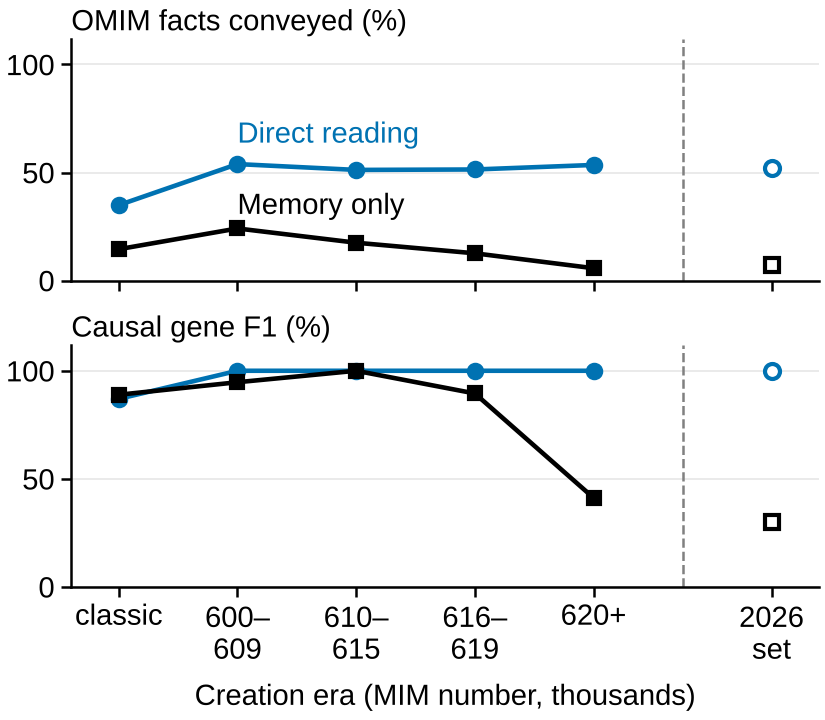 OMIM facts conveyed (%)
100
Direct reading
50
Memory only
0
Causal gene F1 (%)
100
50
0
classic 600– 610– 616– 620+ 2026
609 615 619 set
Creation era (MIM number, thousands)